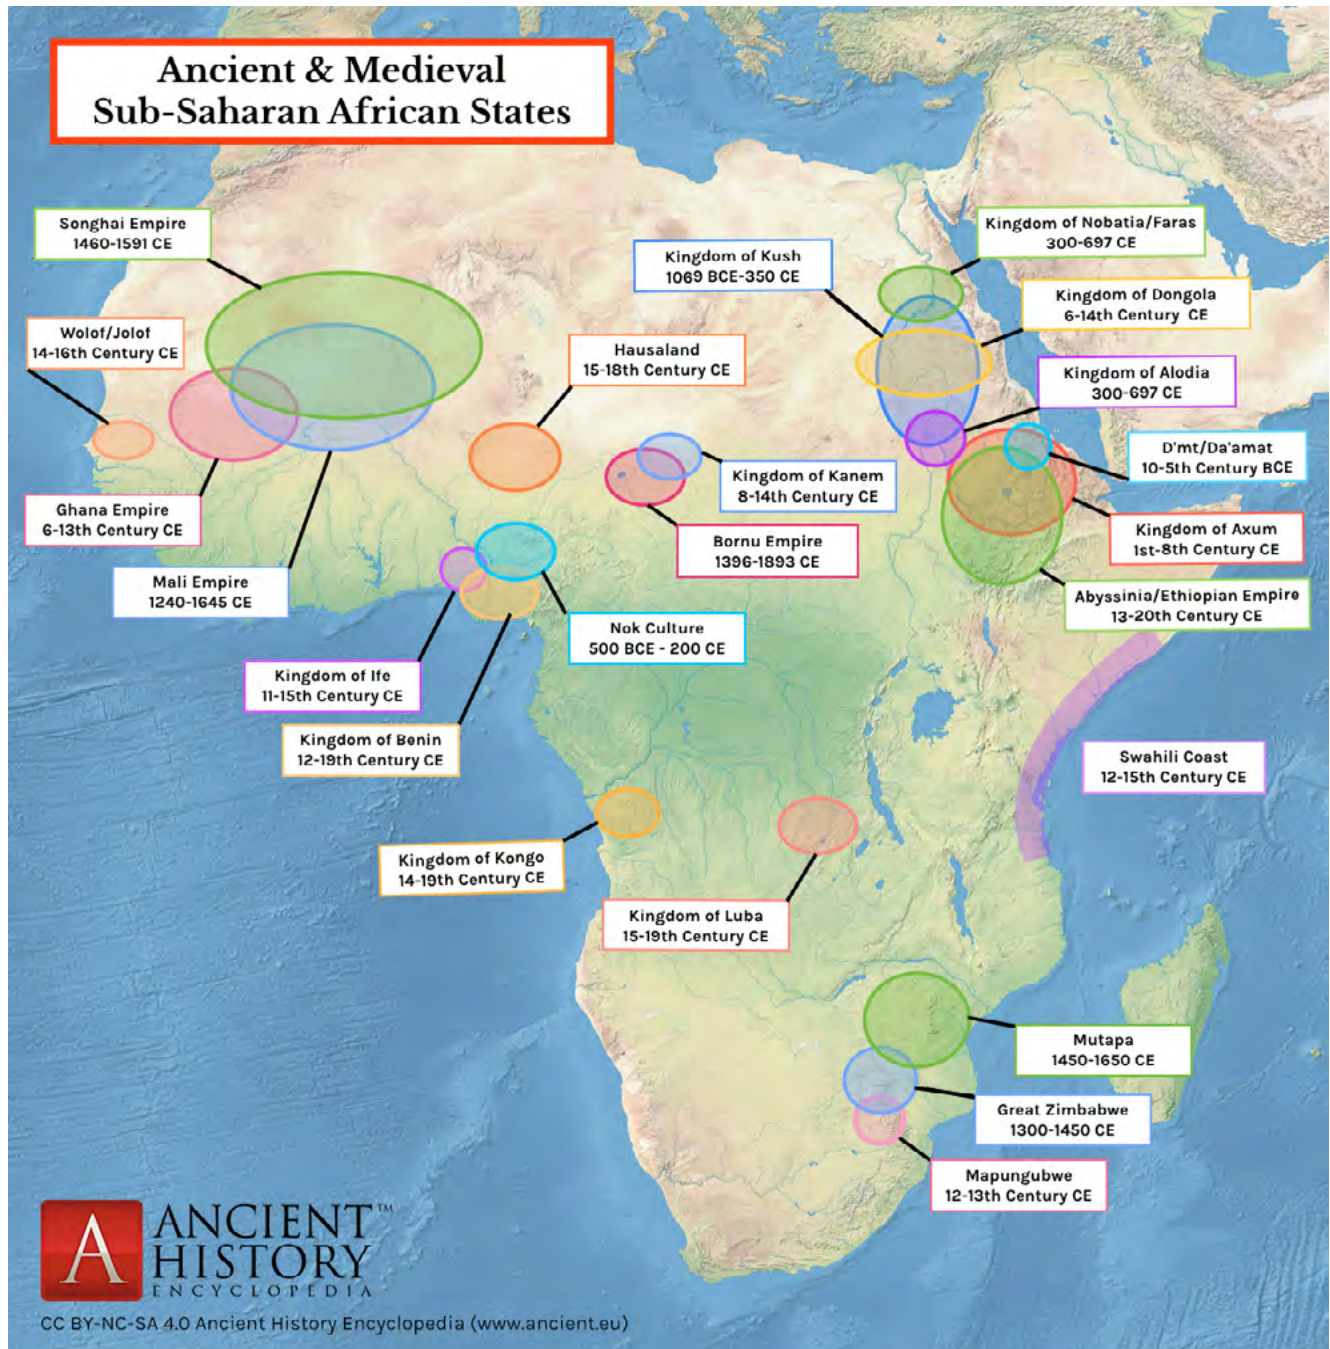 Ancient & Medieval
Sub-Saharan African States
Songhai Empire
1460-1591 CE
Kingdom of Nobatia/Faras
300-697 CE
Kingdom of Kush
1069 BCE-350 CE
Kingdom of Dongola
6-14th Century CE
Wolof/Jolof
14-16th Century CE
Hausaland
15-18th Century CE
Kingdom of Alodia
300-697 CE
D'mt/Da'amat
10-5th Century BCE
Kingdom of Kanem
8-14th Century CE
Ghana Empire
6-13th Century CE
Kingdom of Axum
1st-8th Century CE
Bornu Empire
1396-1893 CE
Mali Empire
1240-1645 CE
Abyssinia/Ethiopian Empire
13-20th Century CE
Nok Culture
500 BCE - 200 CE
Kingdom of Ife
11-15th Century CE
Kingdom of Benin
12-19th Century CE
Swahili Coast
12-15th Century CE
Kingdom of Kongo
14-19th Century CE
Kingdom of Luba
15-19th Century CE
Mutapa
1450-1650 CE
Great Zimbabwe
1300-1450 CE
Mapungubwe
12-13th Century CE
A
ANCIENT™
HISTORY
ENCYCLOPEDIA
CC BY-NC-SA 4.0 Ancient History Encyclopedia (www.ancient.eu)